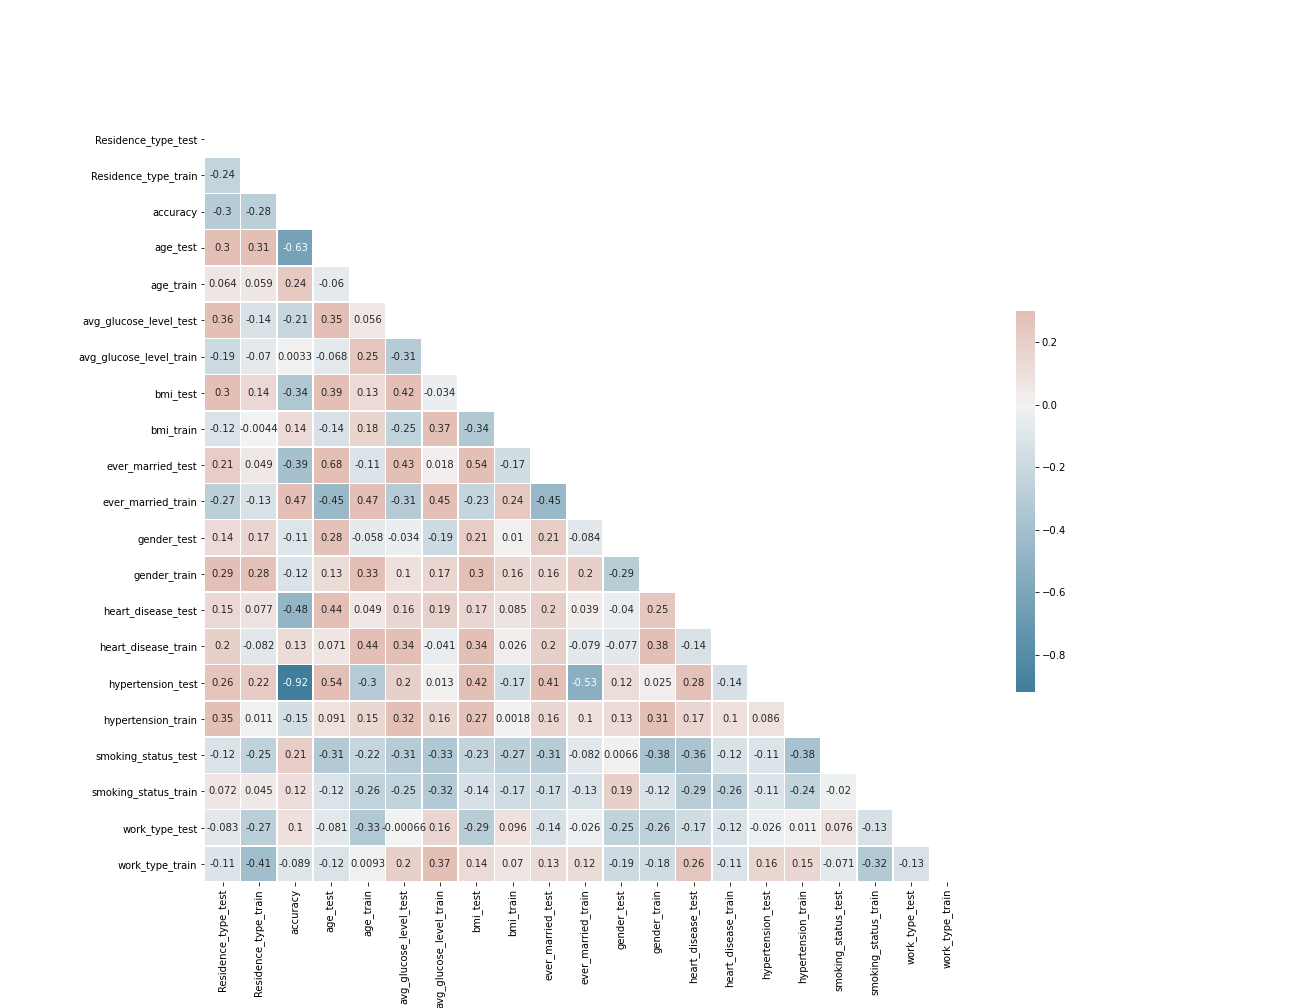 Residence_type_test
Residence_type_train -0.24
accuracy -0.3 -0.28
age_test 0.3 0.31 -0.63
age_train 0.064 0.059 0.24 -0.06
avg_glucose_level_test 0.36 -0.14 -0.21 0.35 0.056
avg_glucose_level_train -0.19 -0.07 0.0033 -0.068 0.25 -0.31
bmi_test 0.3 0.14 -0.34 0.39 0.13 0.42 -0.034
bmi_train -0.12 -0.0044 0.14 -0.14 0.18 -0.25 0.37 -0.34
ever_married_test 0.21 0.049 -0.39 0.68 -0.11 0.43 0.018 0.54 -0.17
ever_married_train -0.27 -0.13 0.47 -0.45 0.47 -0.31 0.45 -0.23 0.24 -0.45
gender_test 0.14 0.17 -0.11 0.28 -0.058 -0.034 -0.19 0.21 0.01 0.21 -0.084
gender_train 0.29 0.28 -0.12 0.13 0.33 0.1 0.17 0.3 0.16 0.16 0.2 -0.29
heart_disease_test 0.15 0.077 -0.48 0.44 0.049 0.16 0.19 0.17 0.085 0.2 0.039 -0.04 0.25
heart_disease_train 0.2 -0.082 0.13 0.071 0.44 0.34 -0.041 0.34 0.026 0.2 -0.079 -0.077 0.38 -0.14
hypertension_test 0.26 0.22 -0.92 0.54 -0.3 0.2 0.013 0.42 -0.17 0.41 -0.53 0.12 0.025 0.28 -0.14
hypertension_train 0.35 0.011 -0.15 0.091 0.15 0.32 0.16 0.27 0.0018 0.16 0.1 0.13 0.31 0.17 0.1 0.086
smoking_status_test -0.12 -0.25 0.21 -0.31 -0.22 -0.31 -0.33 -0.23 -0.27 -0.31 -0.082 0.0066 -0.38 -0.36 -0.12 -0.11 -0.38
smoking_status_train 0.072 0.045 0.12 -0.12 -0.26 -0.25 -0.32 -0.14 -0.17 -0.17 -0.13 0.19 -0.12 -0.29 -0.26 -0.11 -0.24 -0.02
work_type_test -0.083 -0.27 0.1 -0.081 -0.33 -0.00066 0.16 -0.29 0.096 -0.14 -0.026 -0.25 -0.26 -0.17 -0.12 -0.026 0.011 0.076 -0.13
work_type_train -0.11 -0.41 -0.089 -0.12 0.0093 0.2 0.37 0.14 0.07 0.13 0.12 -0.19 -0.18 0.26 -0.11 0.16 0.15 -0.071 -0.32 -0.13
Residence_type_test
Residence_type_train
accuracy
age_test
age_train
avg_glucose_level_test
avg_glucose_level_train
bmi_test
bmi_train
ever_married_test
ever_married_train
gender_test
gender_train
heart_disease_test
heart_disease_train
hypertension_test
hypertension_train
smoking_status_test
smoking_status_train
work_type_test
work_type_train
0.2
0.0
−0.2
−0.4
−0.6
−0.8